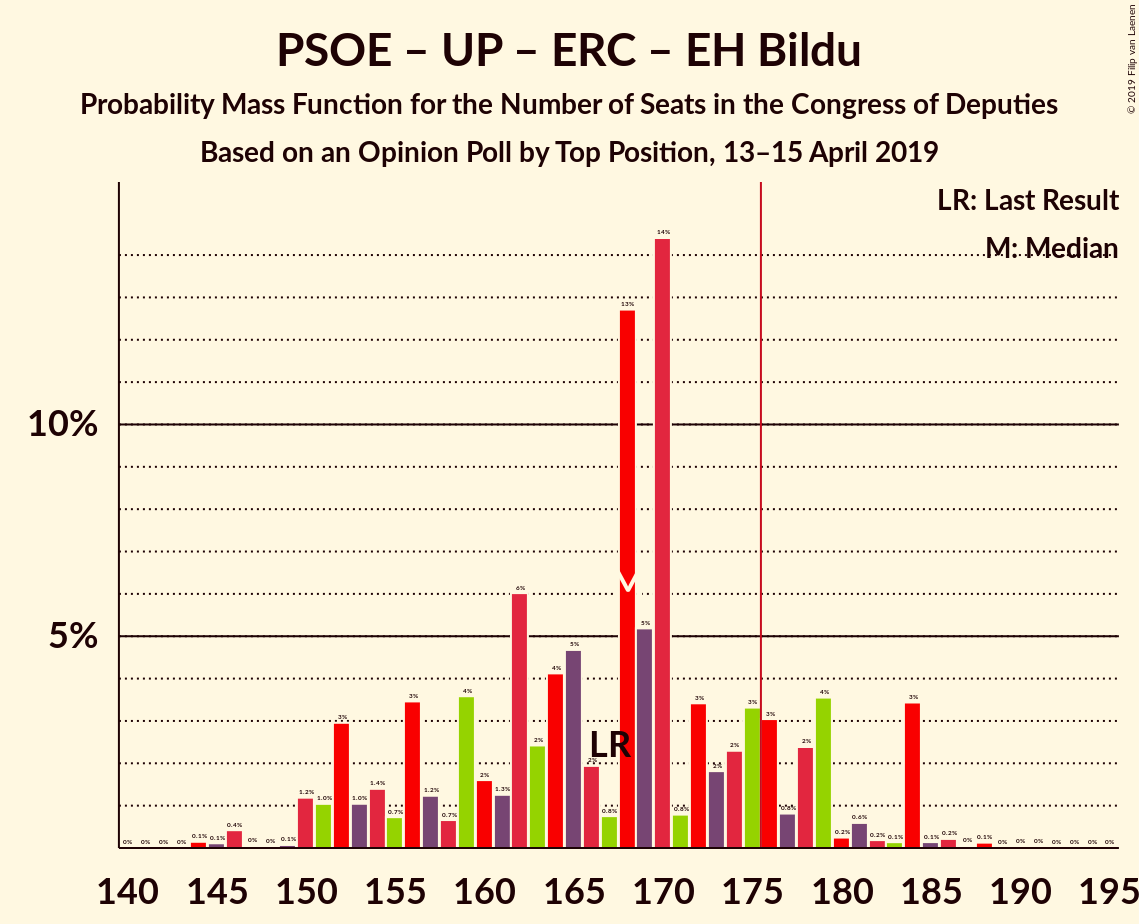 PSOE – UP – ERC – EH Bildu
Probability Mass Function for the Number of Seats in the Congress of Deputies
Based on an Opinion Poll by Top Position, 13–15 April 2019
© 2019 Filip van Laenen
LR: Last Result
M: Median
10%
5%
0% 0% 0% 0% 0.1% 0.1% 0.4% 0% 0% 0.1% 1.2% 1.0% 3% 1.0% 1.4% 0.7% 3% 1.2% 0.7% 4% 2% 1.3% 6% 2% 4% 5% 2% 0.8% 13% 5% 14% 0.8% 3% 2% 2% 3% 3% 0.8% 2% 4% 0.2% 0.6% 0.2% 0.1% 3% 0.1% 0.2% 0% 0.1% 0% 0% 0% 0% 0% 0% 0%
LR
M
140 145 150 155 160 165 170 175 180 185 190 195